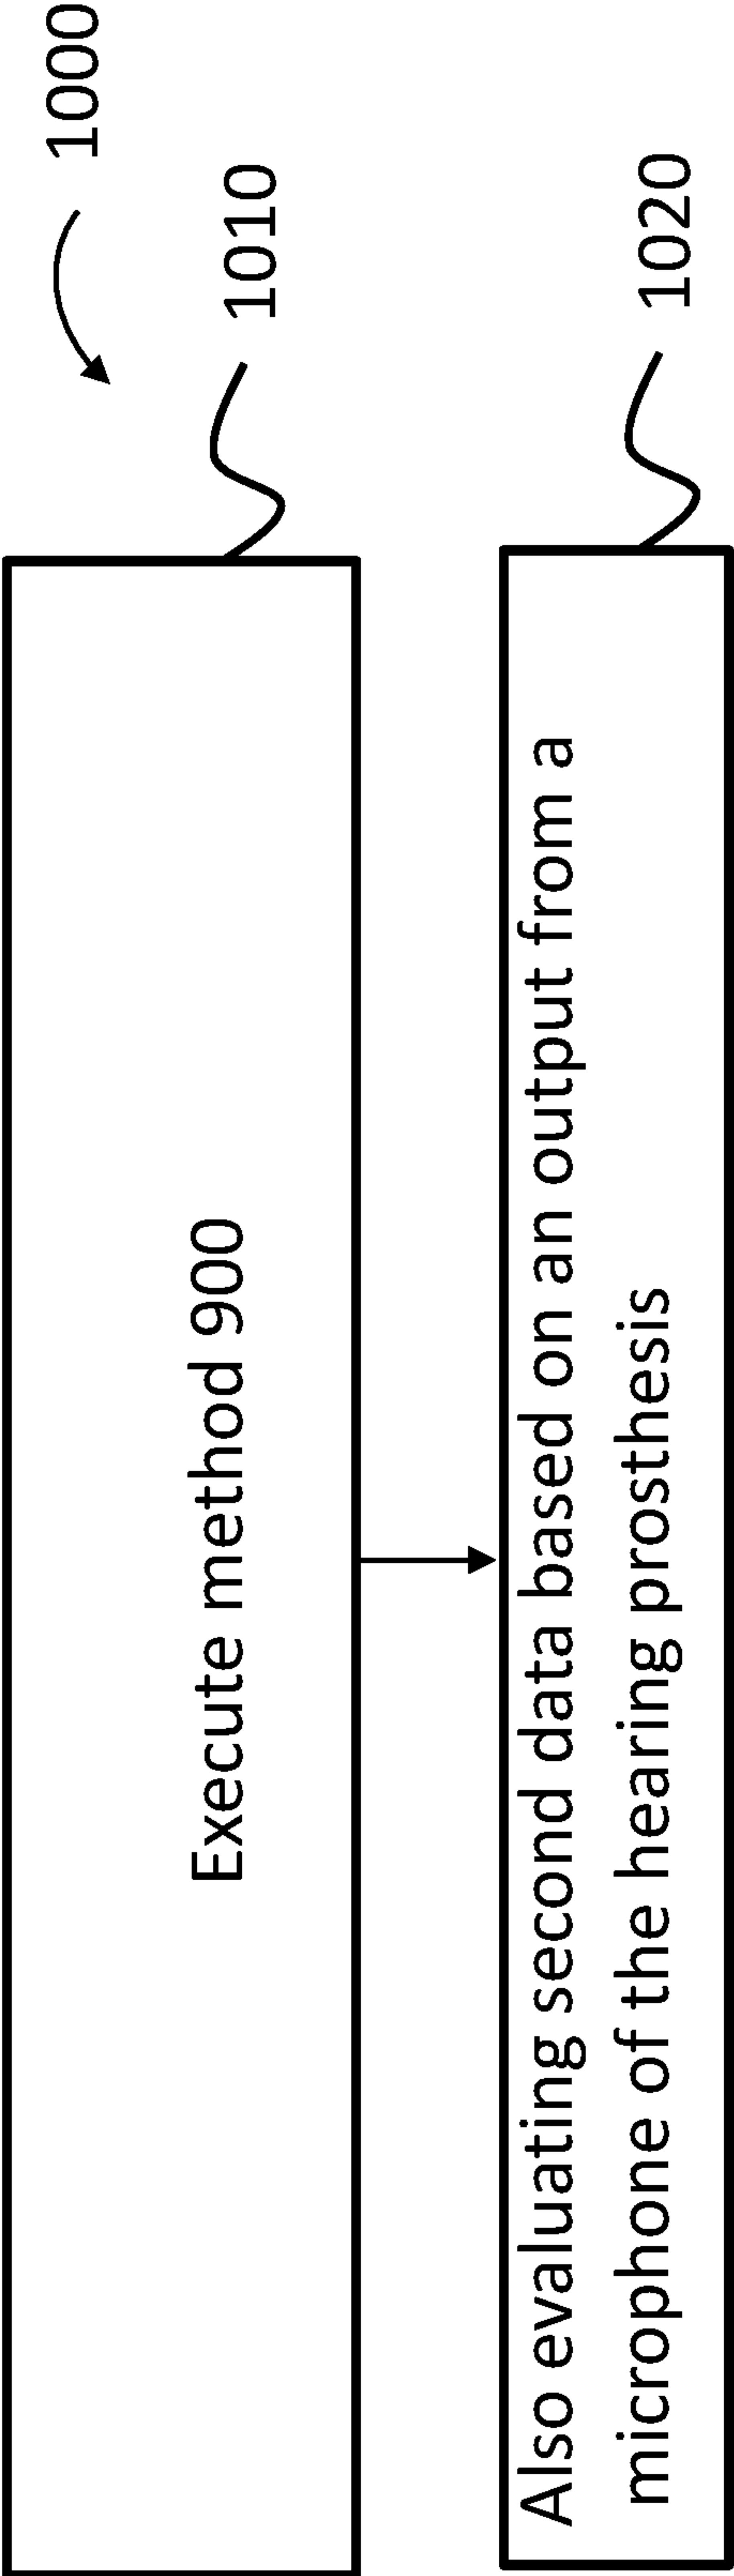 1000
1010
Execute method 900
1020
Also evaluating second data based on an output from a
microphone of the hearing prosthesis